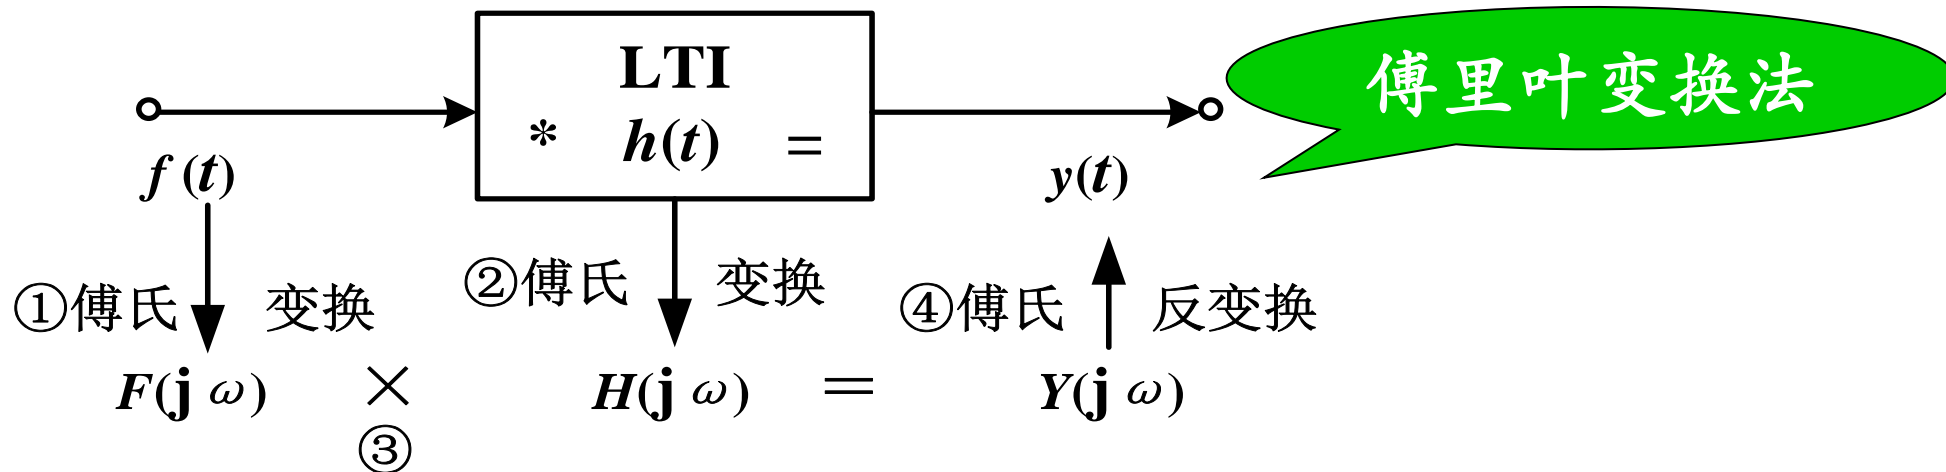 LTI
傅里叶变换法
* h(t) =
f (t)
y(t)
①傅氏 变换
②傅氏 变换
④傅氏 反变换
F(j ω) × H(j ω) = Y(j ω)
③